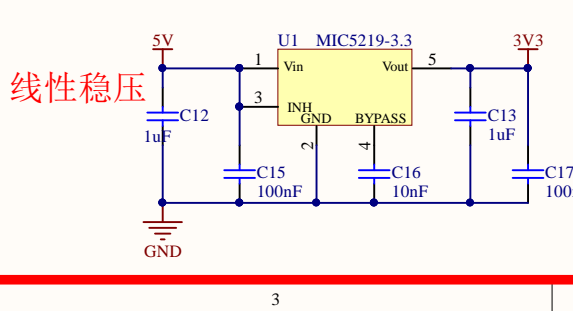 5V
U1 MIC5219-3.3
3V3
线性稳压
1
Vin
Vout
5
3
INH
GND
BYPASS
C12
1uF
2
4
C13
1uF
C15
100nF
C16
10nF
C17
100
GND
3